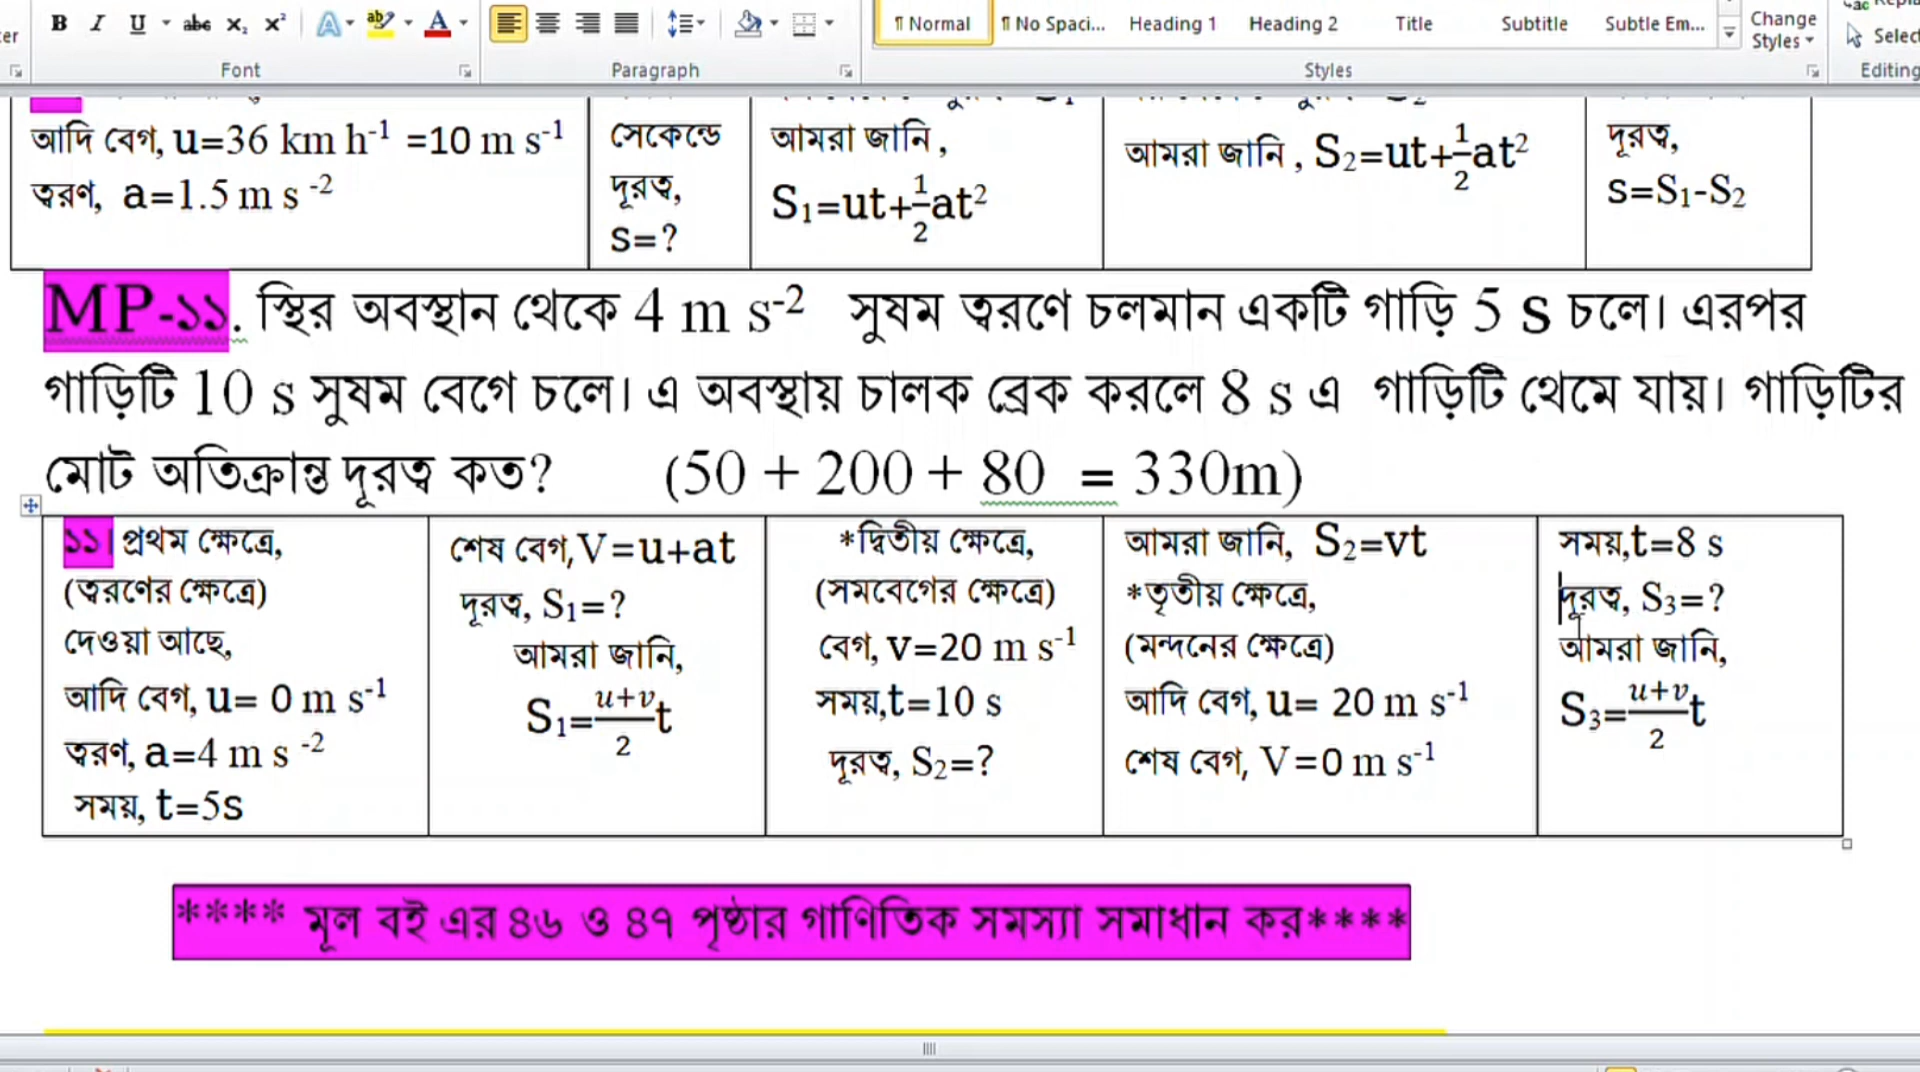 B I U abc x₂ x² A ab A
Font
Paragraph
¶ Normal ¶ No Spaci... Heading 1 Heading 2 Title Subtitle Subtle Em...
Change
Styles
Styles
Select
Editing
আদি বেগ, u=36 km h⁻¹ =10 m s⁻¹
ত্বরণ, a=1.5 m s ⁻²
সেকেন্ডে
দূরত্ব,
s=?
আমরা জানি ,
S₁=ut+½at²
আমরা জানি , S₂=ut+½at²
দূরত্ব,
s=S₁-S₂
MP-১১. স্থির অবস্থান থেকে 4 m s⁻² সুষম ত্বরণে চলমান একটি গাড়ি 5 s চলে। এরপর
গাড়িটি 10 s সুষম বেগে চলে। এ অবস্থায় চালক ব্রেক করলে 8 s এ গাড়িটি থেমে যায়। গাড়িটির
মোট অতিক্রান্ত দূরত্ব কত? (50 + 200 + 80 = 330m)
১১। প্রথম ক্ষেত্রে,
(ত্বরণের ক্ষেত্রে)
দেওয়া আছে,
আদি বেগ, u= 0 m s⁻¹
ত্বরণ, a=4 m s ⁻²
সময়, t=5s
শেষ বেগ,V=u+at
দূরত্ব, S₁=?
আমরা জানি,
S₁=(u+v)/2 t
*দ্বিতীয় ক্ষেত্রে,
(সমবেগের ক্ষেত্রে)
বেগ, v=20 m s⁻¹
সময়,t=10 s
দূরত্ব, S₂=?
আমরা জানি, S₂=vt
*তৃতীয় ক্ষেত্রে,
(মন্দনের ক্ষেত্রে)
আদি বেগ, u= 20 m s⁻¹
শেষ বেগ, V=0 m s⁻¹
সময়,t=8 s
দূরত্ব, S₃=?
আমরা জানি,
S₃=(u+v)/2 t
**** মূল বই এর ৪৬ ও ৪৭ পৃষ্ঠার গাণিতিক সমস্যা সমাধান কর****